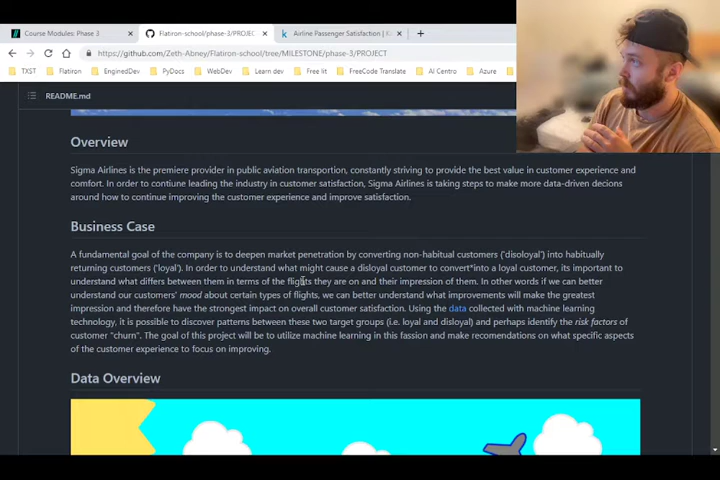 Course Modules: Phase 3
Flatiron-school/phase-3/PROJEC
Airline Passenger Satisfaction | K
https://github.com/Zeth-Abney/Flatiron-school/tree/MILESTONE/phase-3/PROJECT
TXST Flatiron EnginedDev PyDocs WebDev Learn dev Free lit FreeCode Translate AI Centro Azure
README.md
Overview
Sigma Airlines is the premiere provider in public aviation transportion, constantly striving to provide the best value in customer experience and
comfort. In order to contiune leading the industry in customer satisfaction, Sigma Airlines is taking steps to make more data-driven decions
around how to continue improving the customer experience and improve satisfaction.
Business Case
A fundamental goal of the company is to deepen market penetration by converting non-habitual customers ('disoloyal') into habitually
returning customers ('loyal'). In order to understand what might cause a disloyal customer to convert*into a loyal customer, its important to
understand what differs between them in terms of the flights they are on and their impression of them. In other words if we can better
understand our customers' mood about certain types of flights, we can better understand what improvements will make the greatest
impression and therefore have the strongest impact on overall customer satisfaction. Using the data collected with machine learning
technology, it is possible to discover patterns between these two target groups (i.e. loyal and disloyal) and perhaps identify the risk factors of
customer "churn". The goal of this project will be to utilize machine learning in this fassion and make recomendations on what specific aspects
of the customer experience to focus on improving.
Data Overview